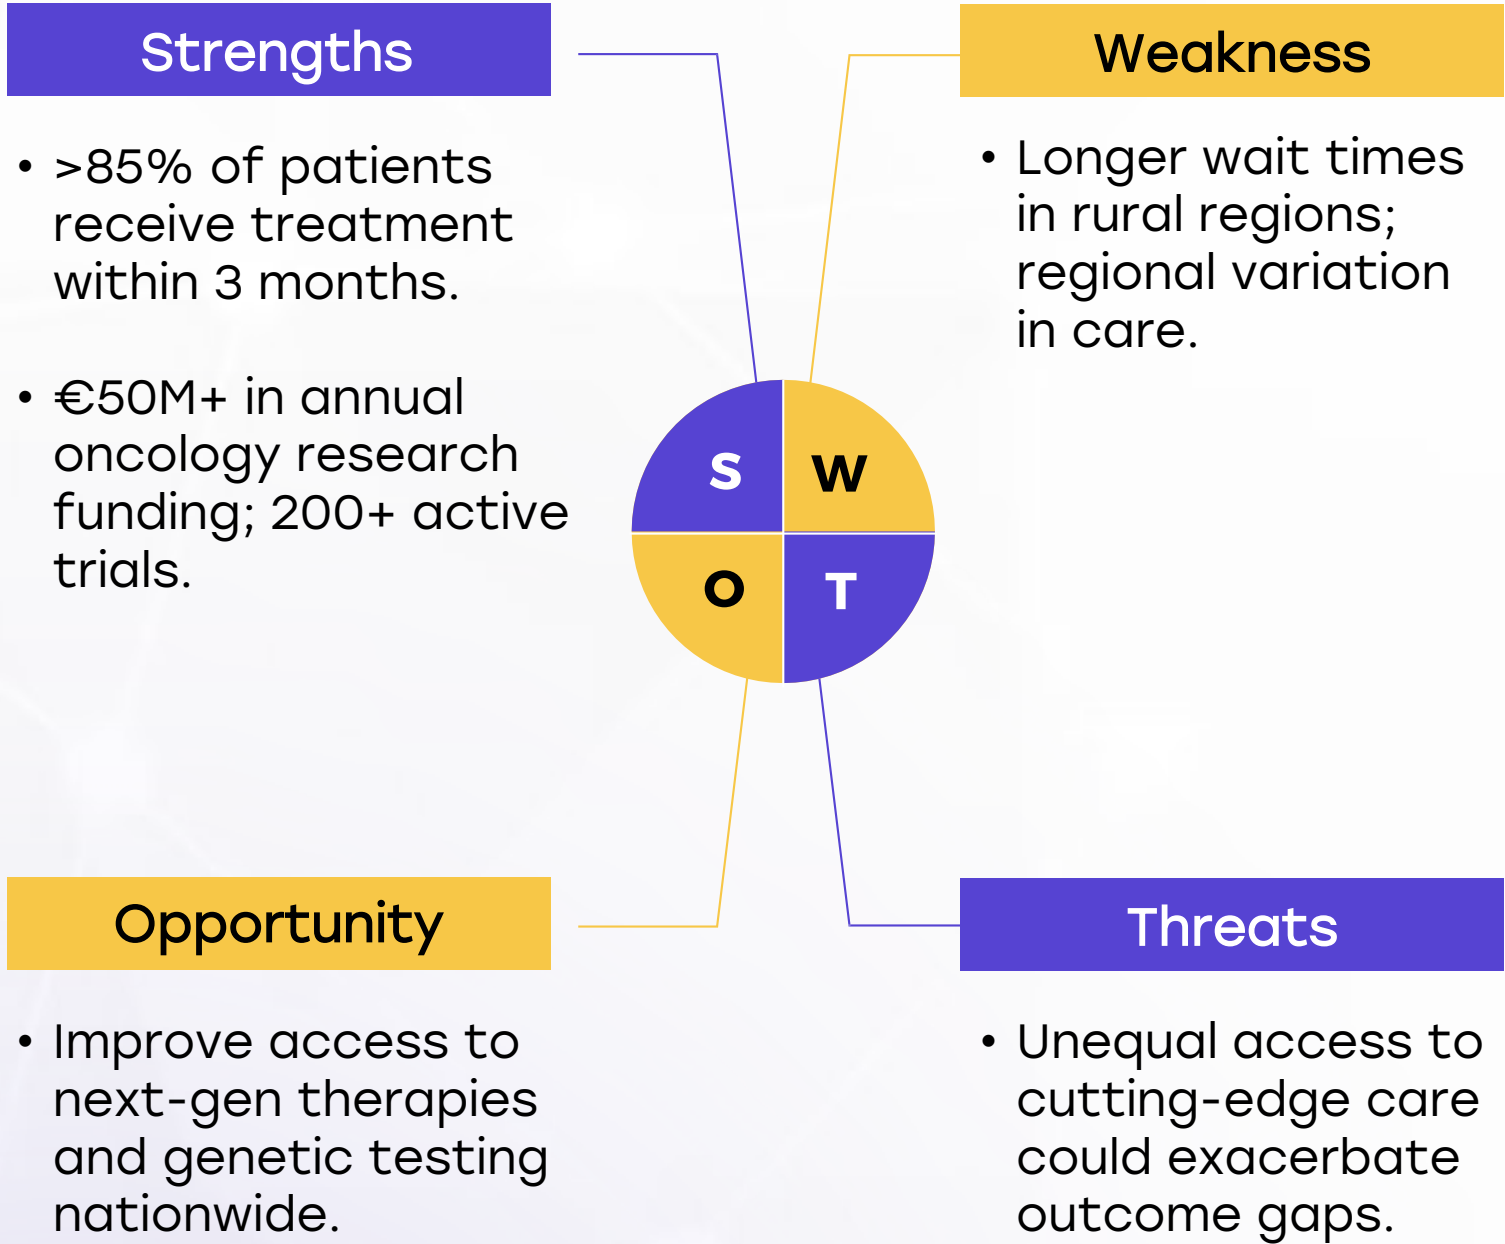 Strengths
• >85% of patients
receive treatment
within 3 months.
• €50M+ in annual
oncology research
funding; 200+ active
trials.
Weakness
• Longer wait times
in rural regions;
regional variation
in care.
S
W
O
T
Opportunity
• Improve access to
next-gen therapies
and genetic testing
nationwide.
Threats
• Unequal access to
cutting-edge care
could exacerbate
outcome gaps.